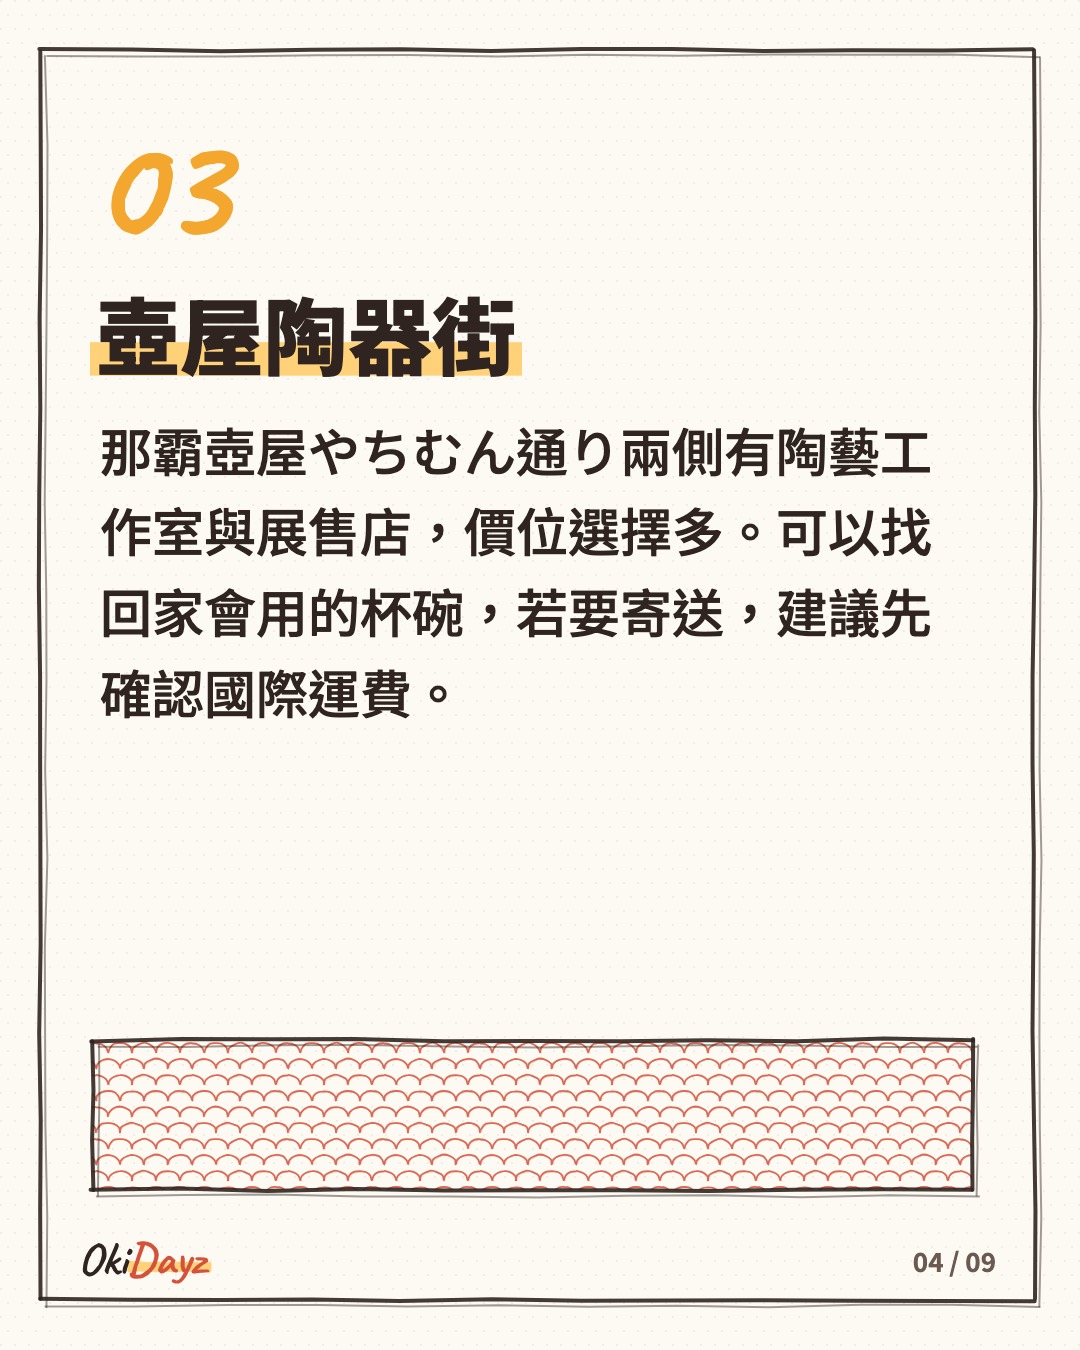 03
壺屋陶器街
那霸壺屋やちむん通り兩側有陶藝工
作室與展售店，價位選擇多。可以找
回家會用的杯碗，若要寄送，建議先
確認國際運費。
OkiDayz
04 / 09